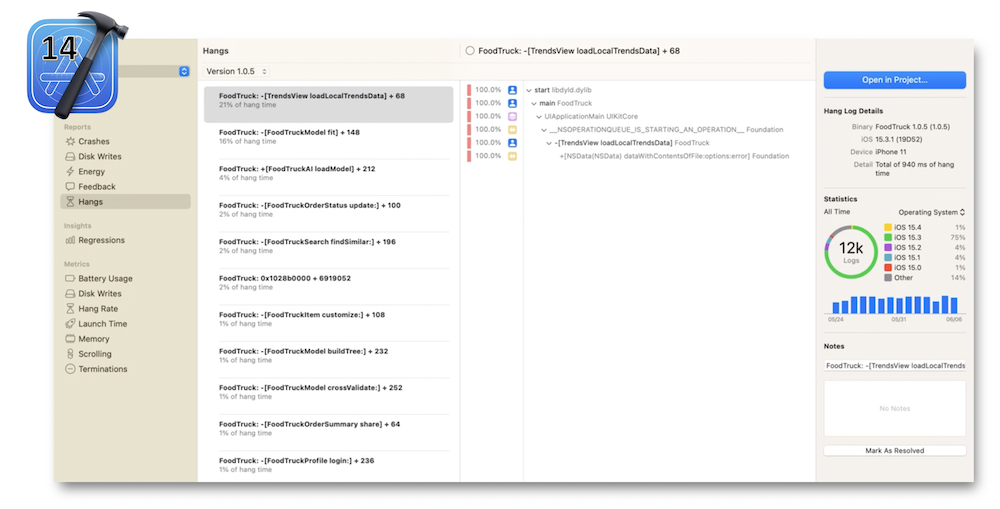 14
Hangs
FoodTruck: -[TrendsView loadLocalTrendsData] + 68
Version 1.0.5
Reports
Crashes
Disk Writes
Energy
Feedback
Hangs
Insights
Regressions
Metrics
Battery Usage
Disk Writes
Hang Rate
Launch Time
Memory
Scrolling
Terminations
FoodTruck: -[TrendsView loadLocalTrendsData] + 68
21% of hang time
FoodTruck: -[FoodTruckModel fit] + 148
16% of hang time
FoodTruck: +[FoodTruckAI loadModel] + 212
4% of hang time
FoodTruck: -[FoodTruckOrderStatus update:] + 100
2% of hang time
FoodTruck: -[FoodTruckSearch findSimilar:] + 196
2% of hang time
FoodTruck: 0x1028b0000 + 6919052
2% of hang time
FoodTruck: -[FoodTruckItem customize:] + 108
1% of hang time
FoodTruck: -[FoodTruckModel buildTree:] + 232
1% of hang time
FoodTruck: -[FoodTruckModel crossValidate:] + 252
1% of hang time
FoodTruck: -[FoodTruckOrderSummary share] + 64
1% of hang time
FoodTruck: -[FoodTruckProfile login:] + 236
1% of hang time
100.0% start libdyld.dylib
100.0% main FoodTruck
100.0% UIApplicationMain UIKitCore
100.0% __NSOPERATIONQUEUE_IS_STARTING_AN_OPERATION__ Foundation
100.0% -[TrendsView loadLocalTrendsData] FoodTruck
100.0% +[NSData(NSData) dataWithContentsOfFile:options:error] Foundation
Open in Project...
Hang Log Details
Binary FoodTruck 1.0.5 (1.0.5)
iOS 15.3.1 (19D52)
Device iPhone 11
Detail Total of 940 ms of hang
time
Statistics
All Time Operating System
12k
Logs
iOS 15.4 1%
iOS 15.3 75%
iOS 15.2 4%
iOS 15.1 4%
iOS 15.0 1%
Other 14%
05/24 05/31 06/06
Notes
FoodTruck: -[TrendsView loadLocalTrends
No Notes
Mark As Resolved